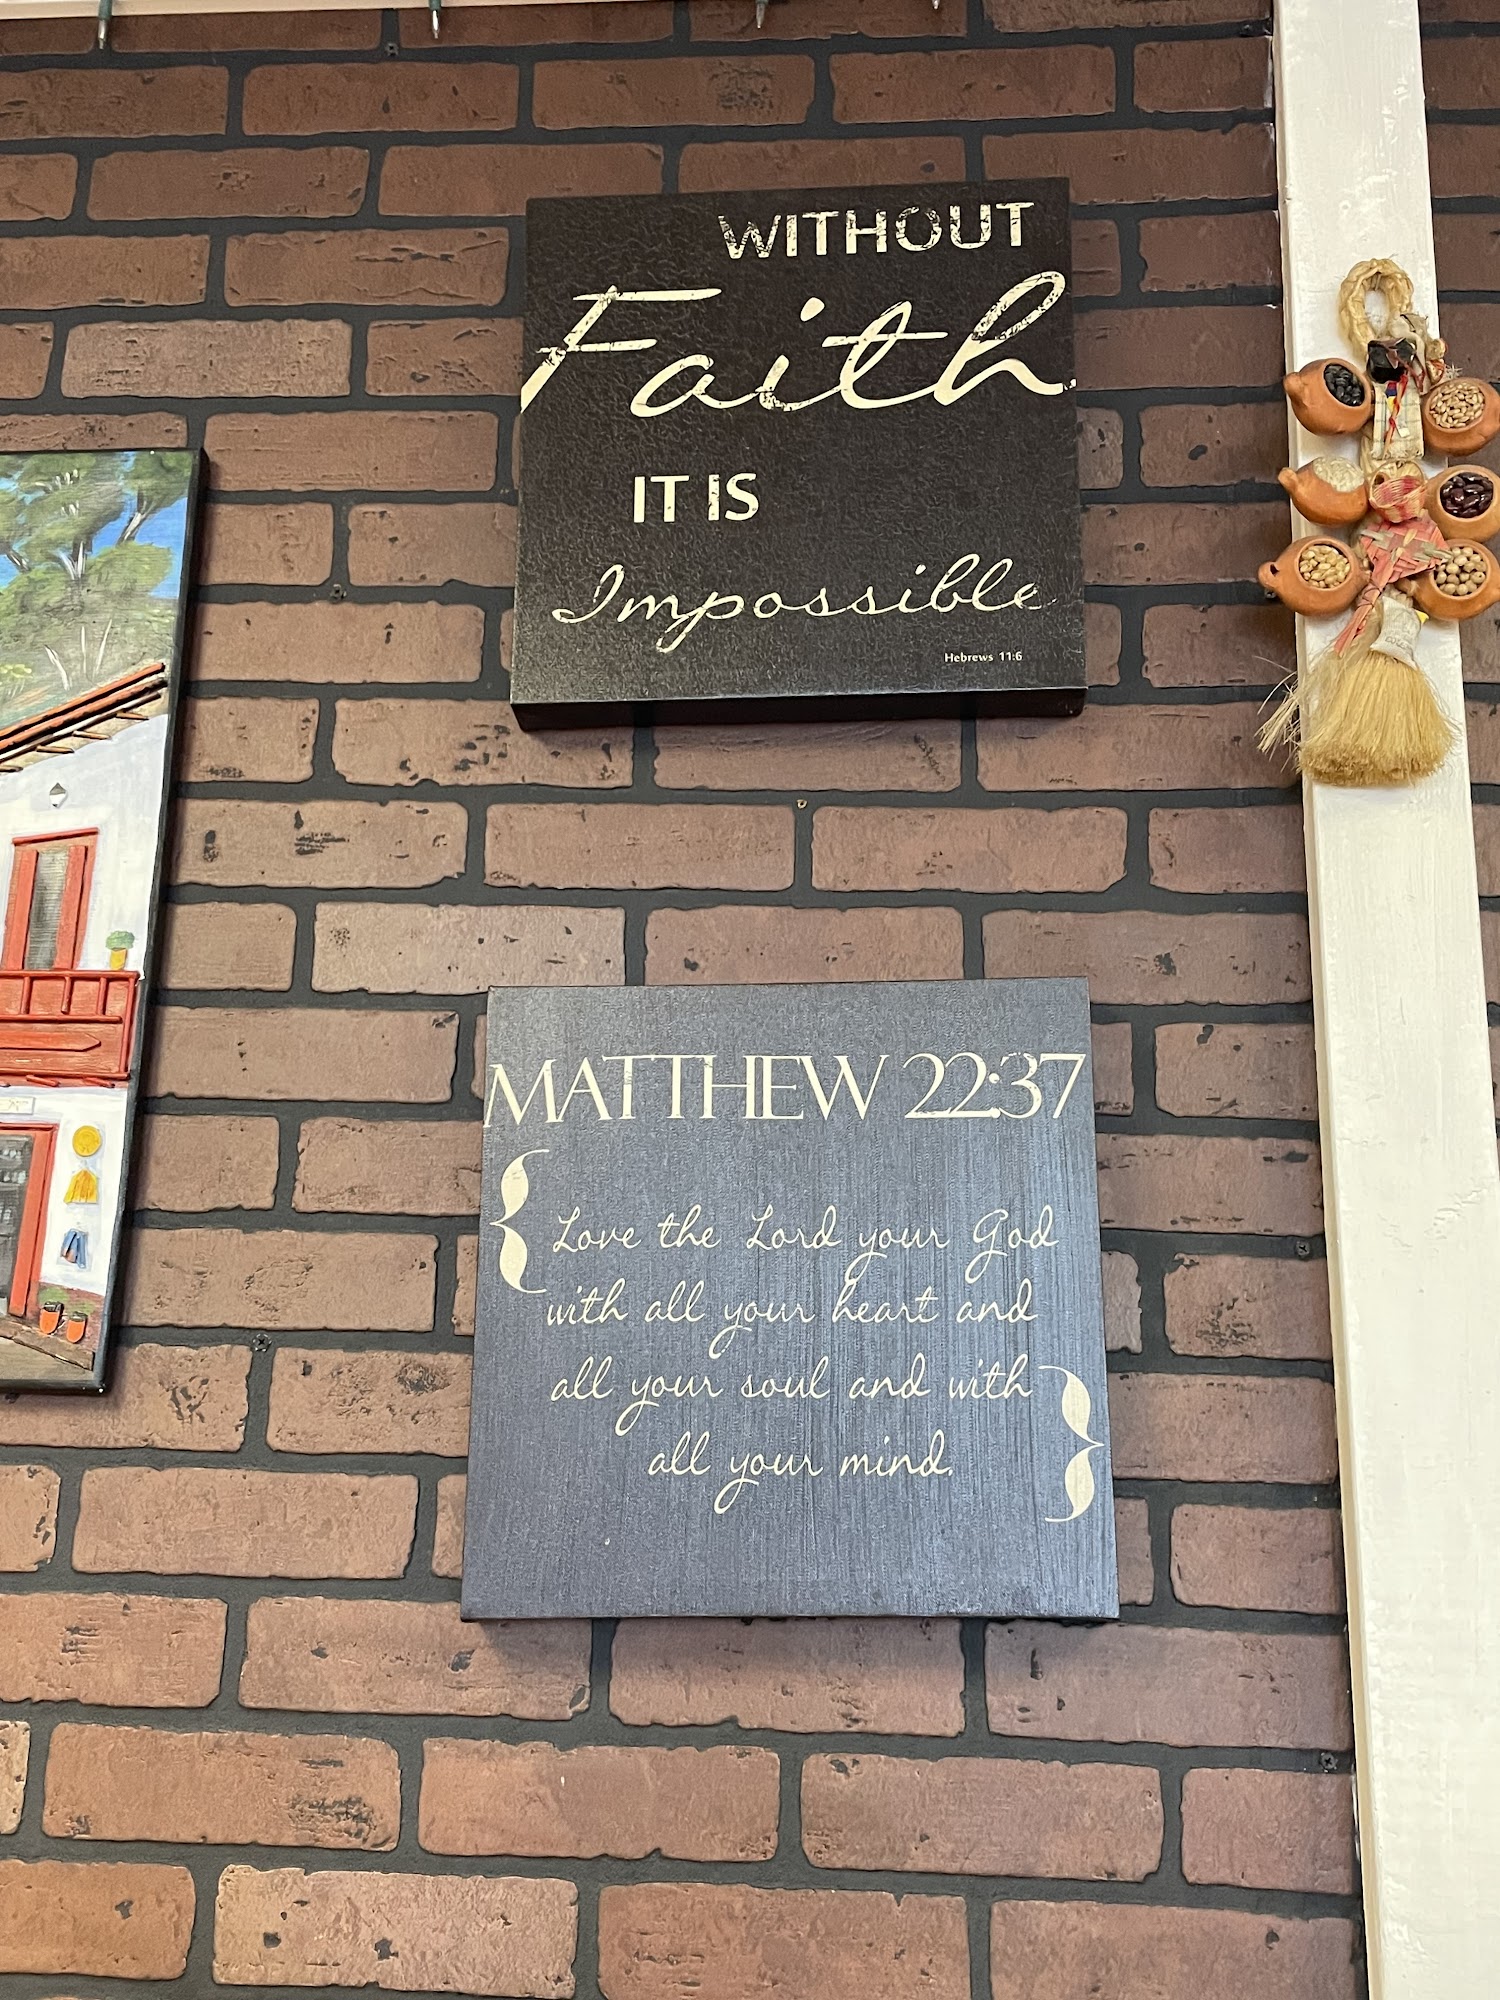 WITHOUT
Faith
IT IS
Impossible
Hebrews 11:6
MATTHEW 22:37
{ Love the Lord your God
with all your heart and
all your soul and with
all your mind. }